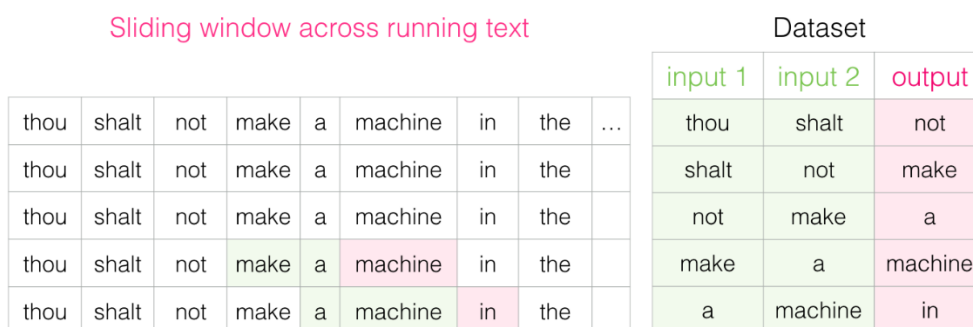 Sliding window across running text
thou shalt not make a machine in the ...
thou shalt not make a machine in the
thou shalt not make a machine in the
thou shalt not make a machine in the
thou shalt not make a machine in the
Dataset
input 1 input 2 output
thou shalt not
shalt not make
not make a
make a machine
a machine in